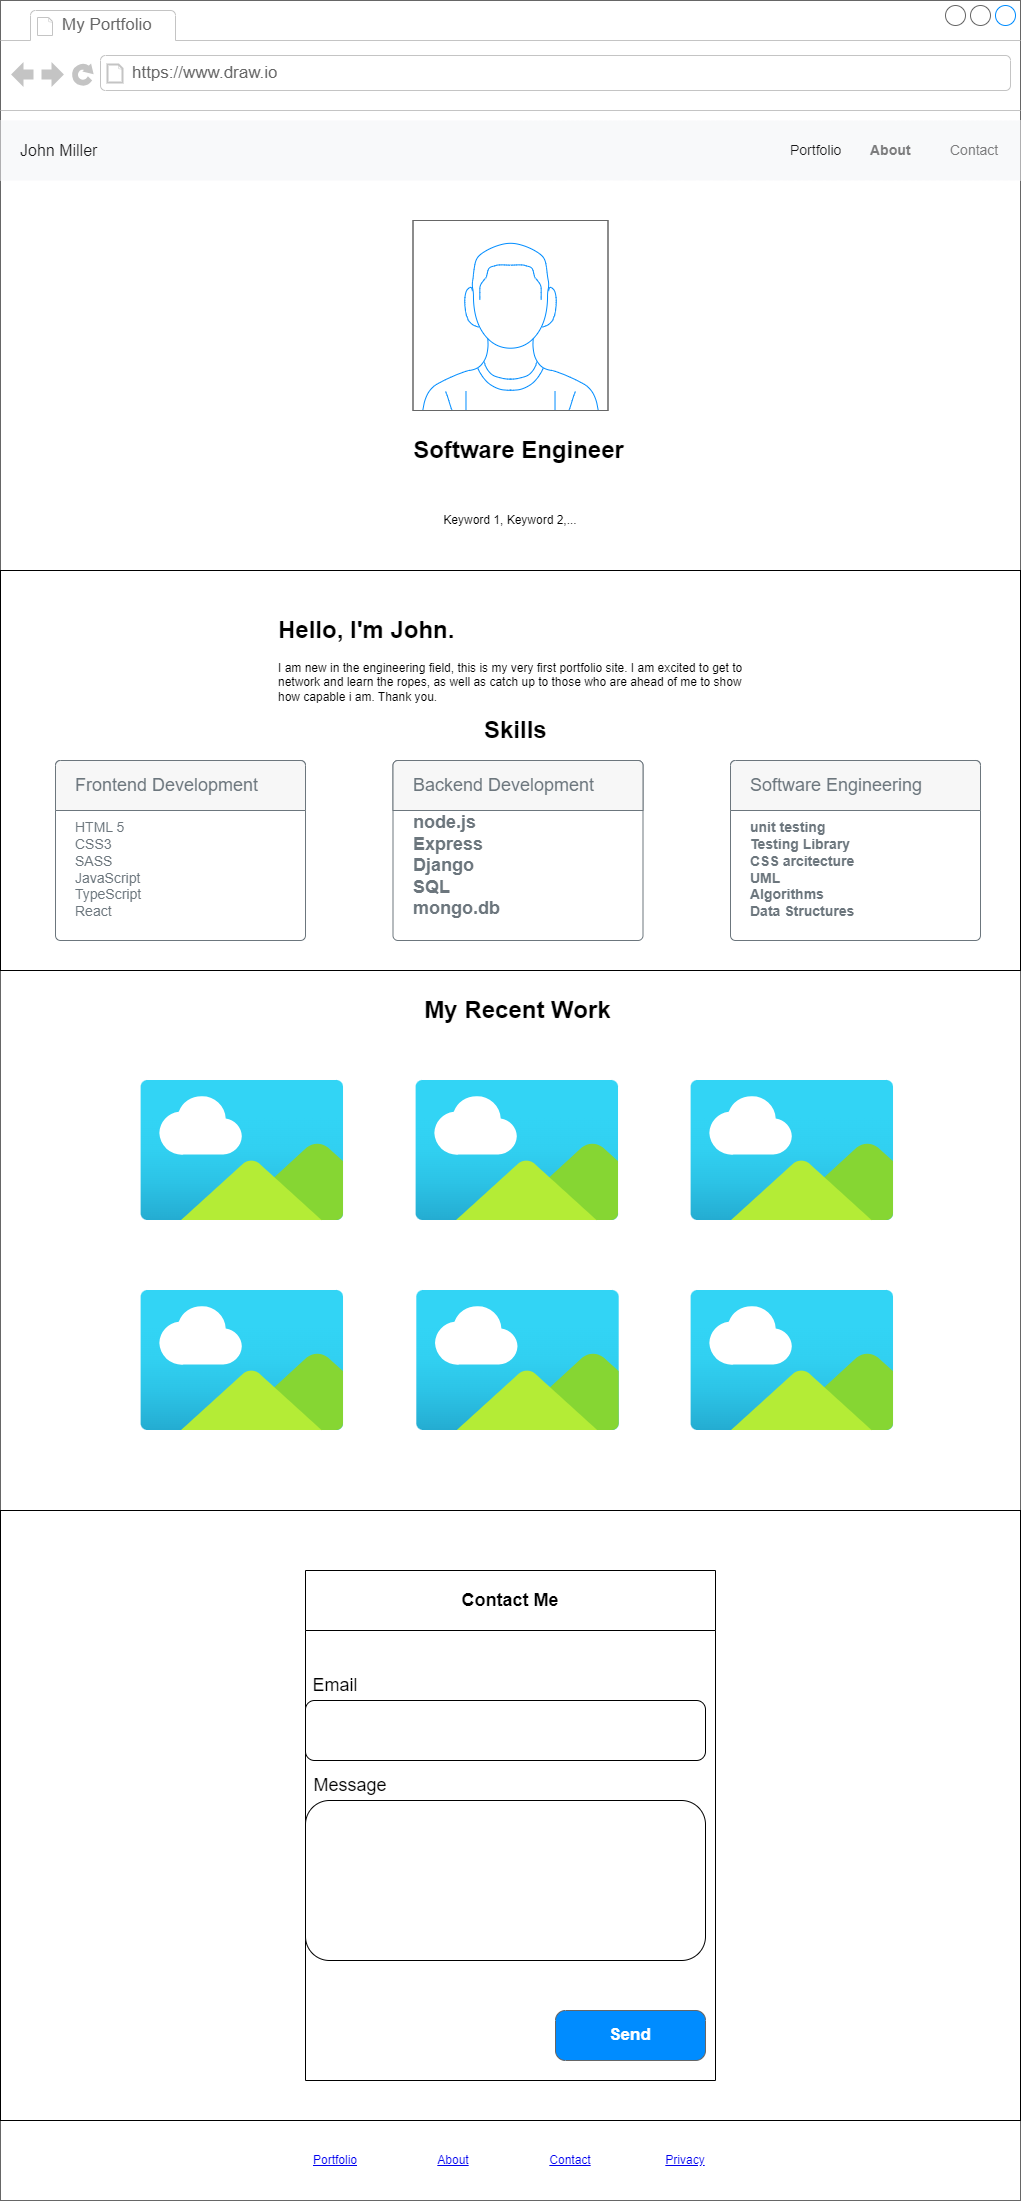 My Portfolio
https://www.draw.io
John Miller
Portfolio
About
Contact
Software Engineer
Keyword 1, Keyword 2,...
Hello, I'm John.
I am new in the engineering field, this is my very first portfolio site. I am excited to get to
network and learn the ropes, as well as catch up to those who are ahead of me to show
how capable i am. Thank you.
Skills
Frontend Development
HTML 5
CSS3
SASS
JavaScript
TypeScript
React
Backend Development
node.js
Express
Django
SQL
mongo.db
Software Engineering
unit testing
Testing Library
CSS arcitecture
UML
Algorithms
Data Structures
My Recent Work
Contact Me
Email
Message
Send
Portfolio
About
Contact
Privacy